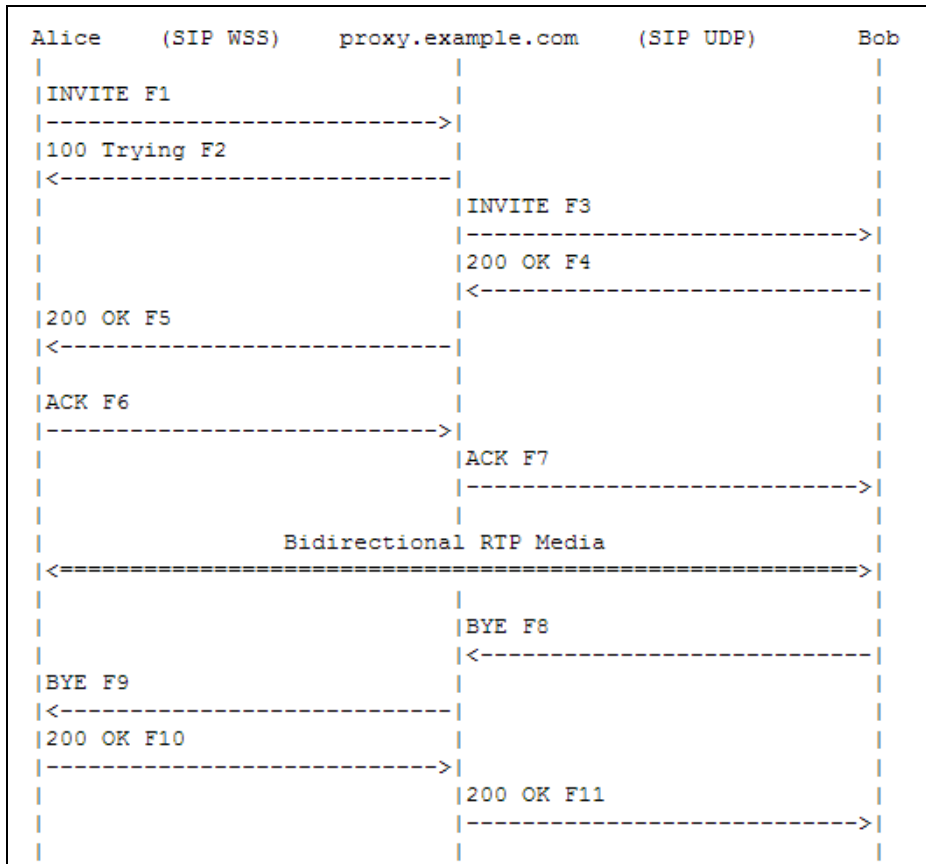 Alice (SIP WSS) proxy.example.com (SIP UDP) Bob
INVITE F1
100 Trying F2
INVITE F3
200 OK F4
200 OK F5
ACK F6
ACK F7
Bidirectional RTP Media
BYE F8
BYE F9
200 OK F10
200 OK F11